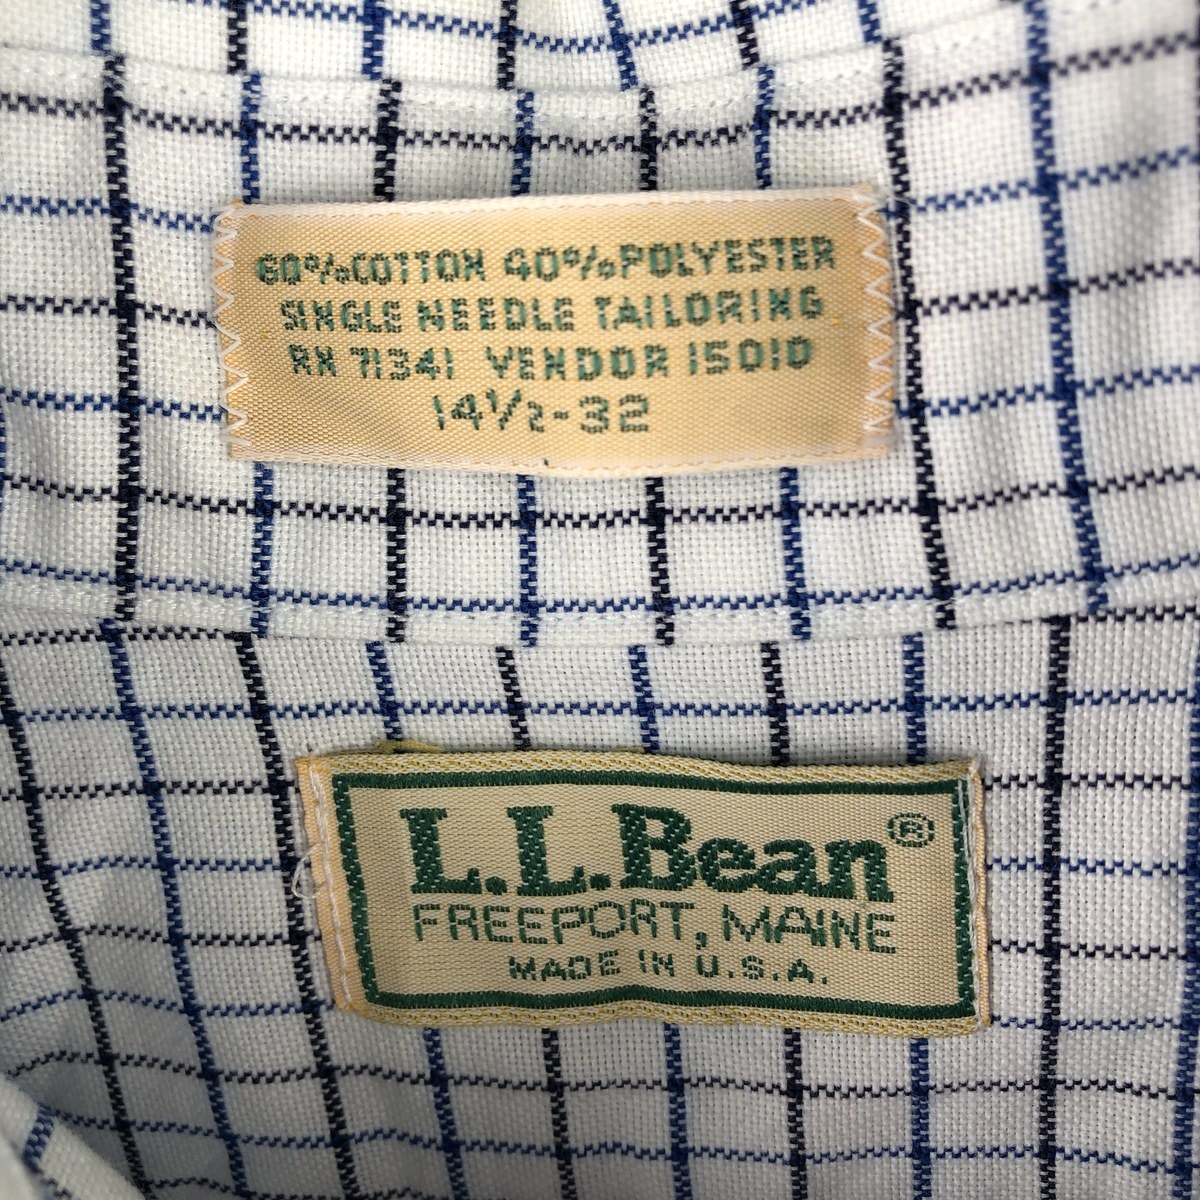 60%COTTON 40%POLYESTER
SINGLE NEEDLE TAILORING
RN 71341 VENDOR 15010
14½-32
L.L.Bean®
FREEPORT, MAINE
MADE IN U.S.A.